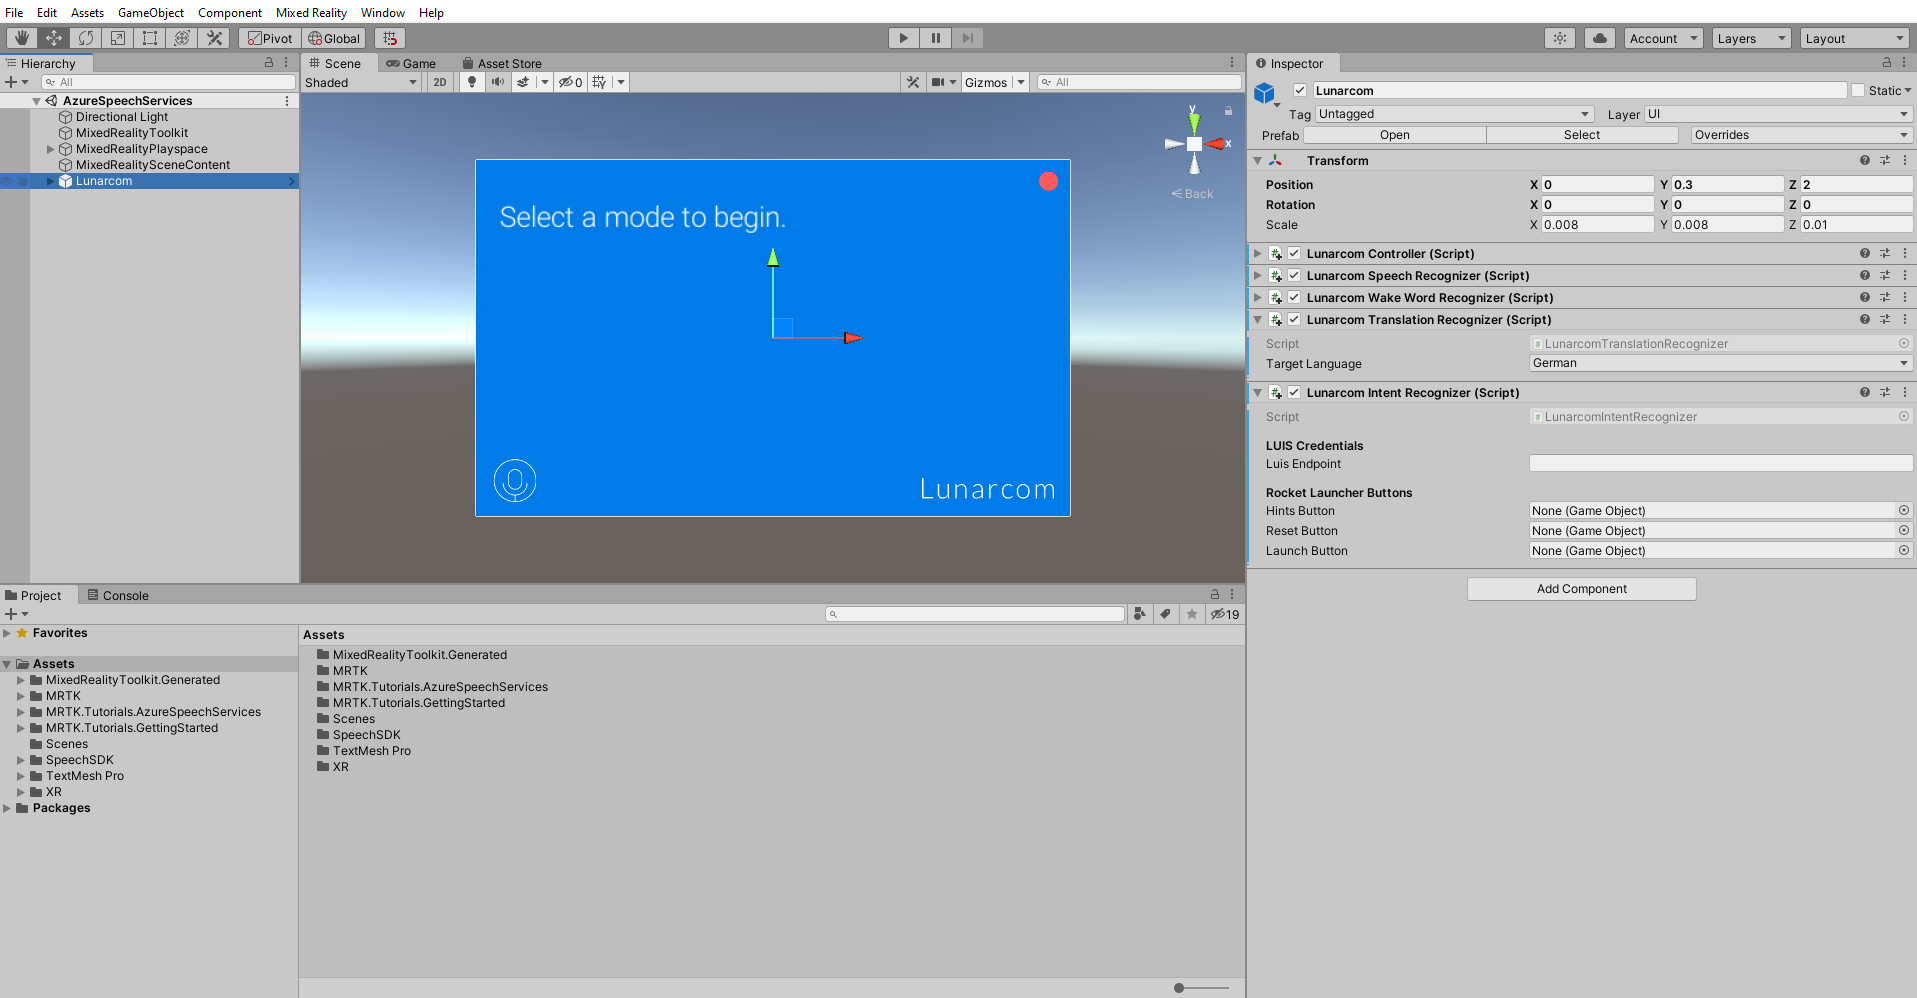 File Edit Assets GameObject Component Mixed Reality Window Help
Pivot Global Account Layers Layout
Hierarchy
All
AzureSpeechServices
Directional Light
MixedRealityToolkit
MixedRealityPlayspace
MixedRealitySceneContent
Lunarcom
Scene Game Asset Store
Shaded 2D 0 Gizmos All
y
x
Back
Select a mode to begin.
Lunarcom
Inspector
Lunarcom Static
Tag Untagged Layer UI
Prefab Open Select Overrides
Transform
Position X 0 Y 0.3 Z 2
Rotation X 0 Y 0 Z 0
Scale X 0.008 Y 0.008 Z 0.01
Lunarcom Controller (Script)
Lunarcom Speech Recognizer (Script)
Lunarcom Wake Word Recognizer (Script)
Lunarcom Translation Recognizer (Script)
Script LunarcomTranslationRecognizer
Target Language German
Lunarcom Intent Recognizer (Script)
Script LunarcomIntentRecognizer
LUIS Credentials
Luis Endpoint
Rocket Launcher Buttons
Hints Button None (Game Object)
Reset Button None (Game Object)
Launch Button None (Game Object)
Add Component
Project Console
19
Favorites
Assets
MixedRealityToolkit.Generated
MRTK
MRTK.Tutorials.AzureSpeechServices
MRTK.Tutorials.GettingStarted
Scenes
SpeechSDK
TextMesh Pro
XR
Packages
Assets
MixedRealityToolkit.Generated
MRTK
MRTK.Tutorials.AzureSpeechServices
MRTK.Tutorials.GettingStarted
Scenes
SpeechSDK
TextMesh Pro
XR